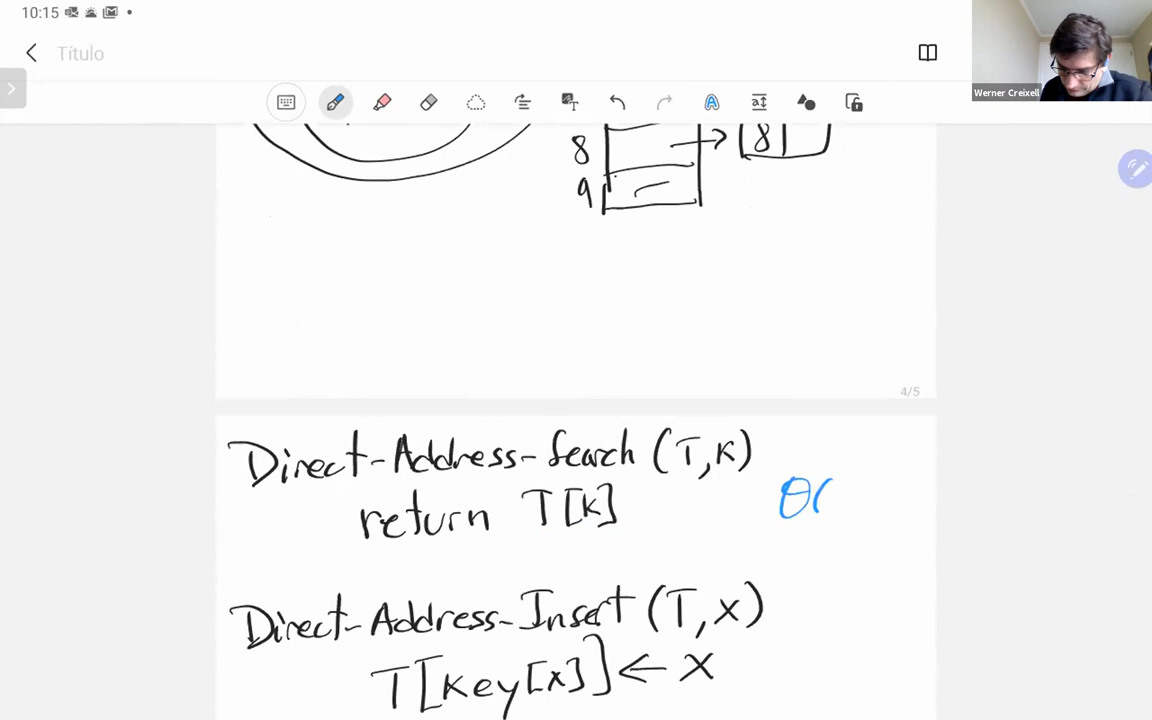 10:15
Título
Werner Creixell
8
8
9
4/5
Direct-Address-Search (T,K)
return T[K]
Θ(
Direct-Address-Insert (T,x)
T[Key[x]] ← x